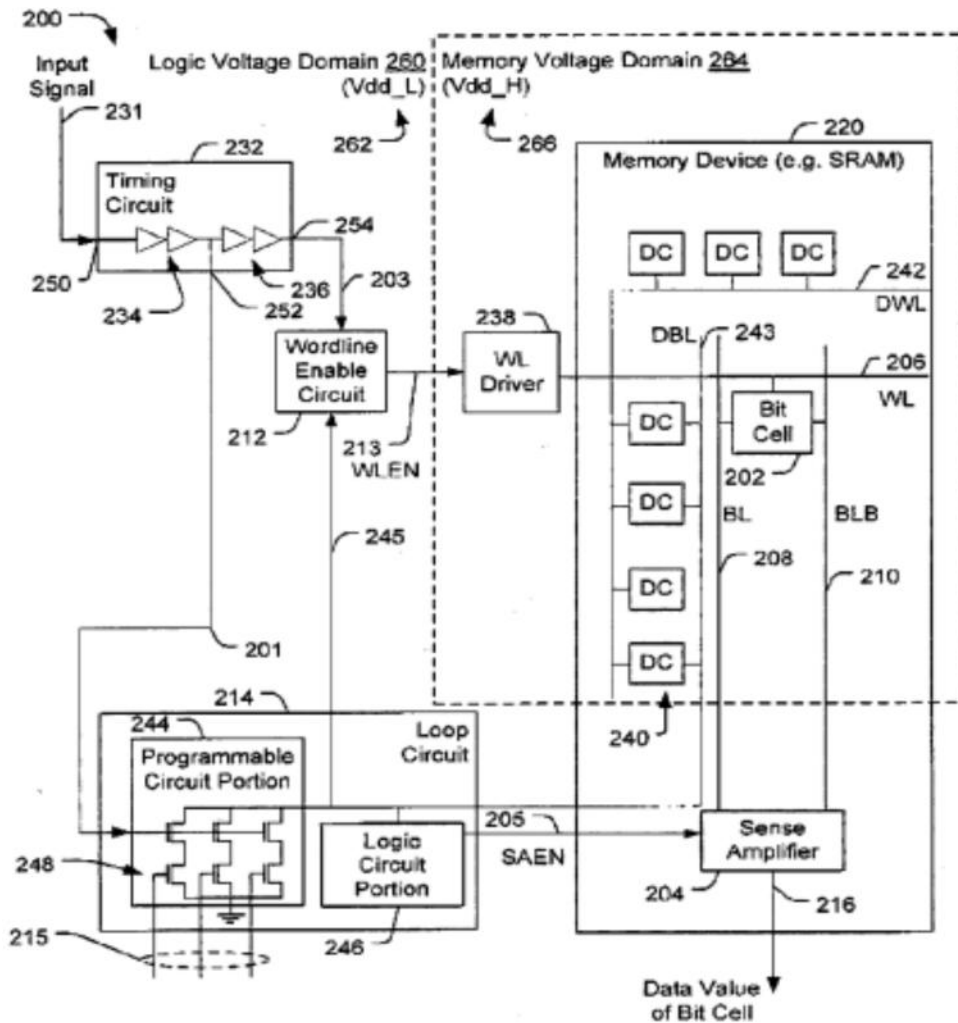 200
Input
Signal
231
Logic Voltage Domain 260
(Vdd_L)
262
Memory Voltage Domain 264
(Vdd_H)
266
220
Memory Device (e.g. SRAM)
232
Timing
Circuit
254
250
234
252
236
203
DC
DC
DC
242
DWL
238
DBL
243
Wordline
Enable
Circuit
WL
Driver
206
WL
212
213
WLEN
DC
Bit
Cell
202
DC
BL
BLB
245
208
210
DC
201
DC
214
240
244
Loop
Circuit
Programmable
Circuit Portion
205
SAEN
Sense
Amplifier
248
Logic
Circuit
Portion
204
216
215
246
Data Value
of Bit Cell